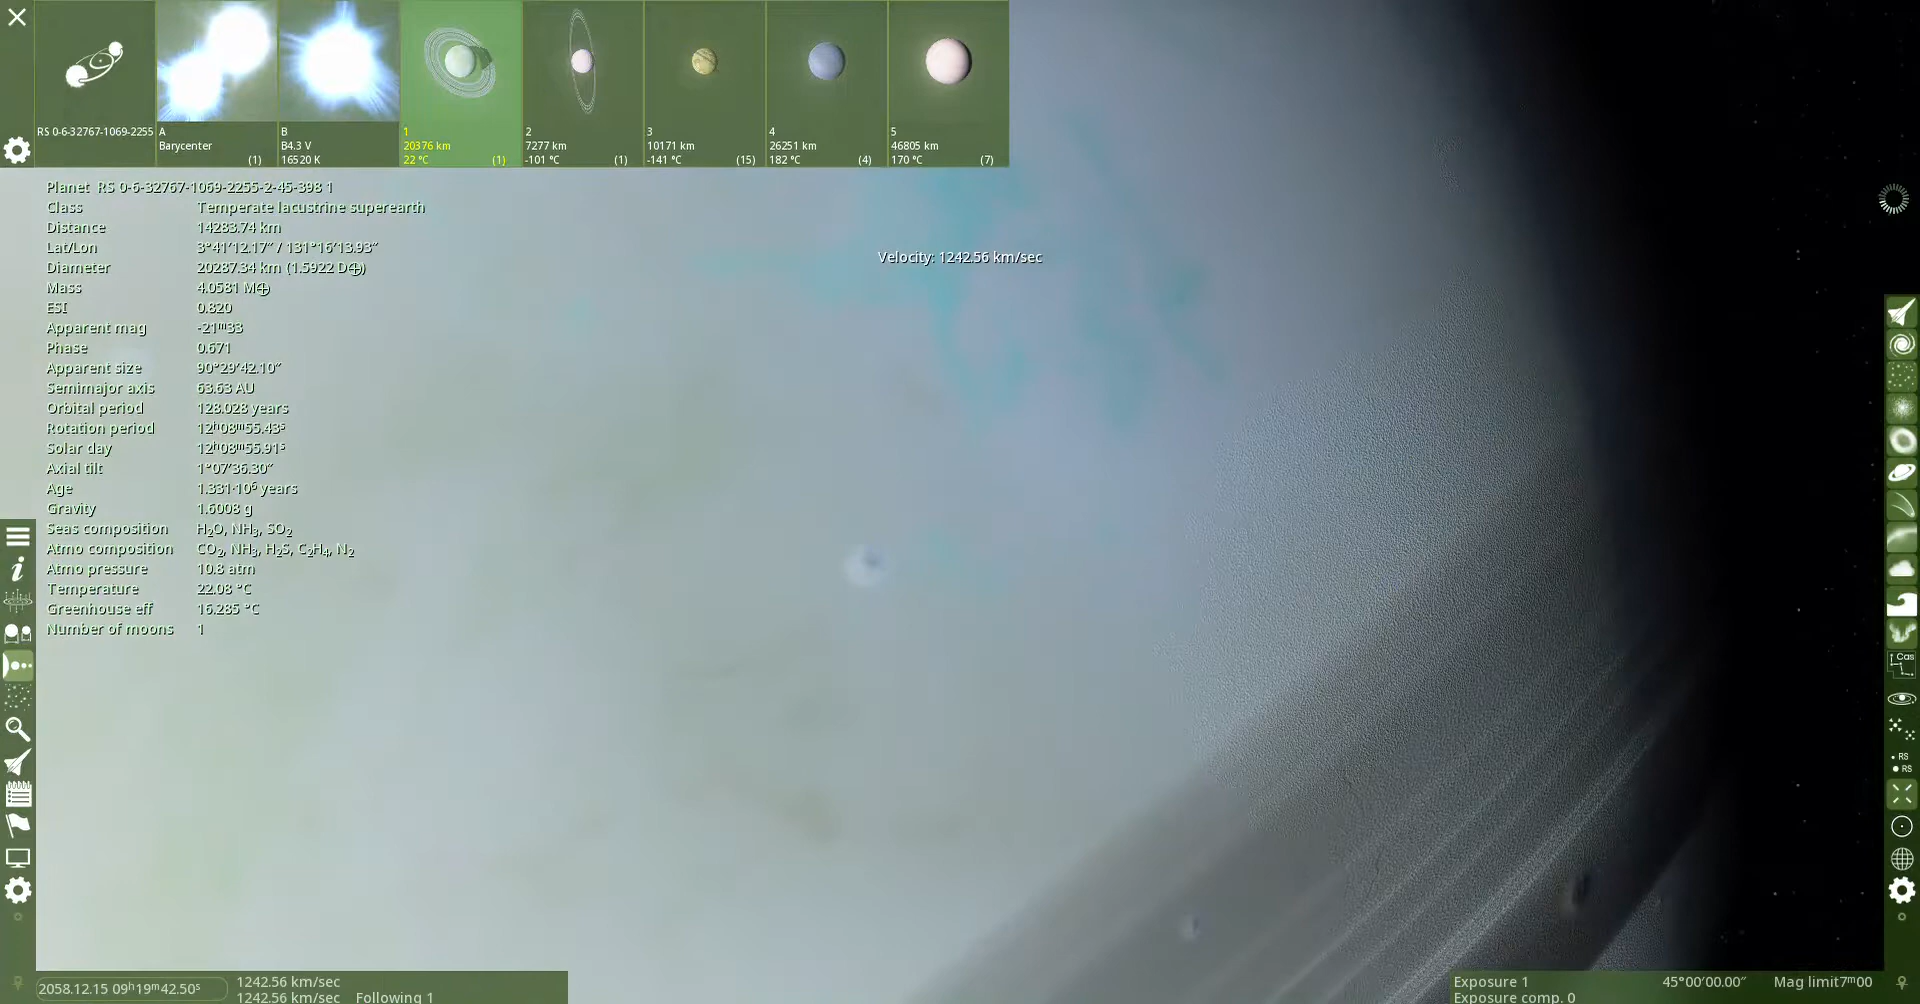 RS 0-6-32767-1069-2255
A
Barycenter
(1)
B
B4.3 V
16520 K
1
20376 km
22 °C (1)
2
7277 km
-101 °C (1)
3
10171 km
-141 °C (15)
4
26251 km
182 °C (4)
5
46805 km
170 °C (7)
Planet RS 0-6-32767-1069-2255-2-45-398 1
Class Temperate lacustrine superearth
Distance 14283.74 km
Lat/Lon 3°41'12.17" / 131°16'13.93"
Diameter 20287.34 km (1.5922 D⊕)
Mass 4.0581 M⊕
ESI 0.820
Apparent mag -21ᵐ33
Phase 0.671
Apparent size 90°29'42.10"
Semimajor axis 63.63 AU
Orbital period 128.028 years
Rotation period 12ʰ08ᵐ55.43ˢ
Solar day 12ʰ08ᵐ55.91ˢ
Axial tilt 1°07'36.30"
Age 1.331·10⁶ years
Gravity 1.6008 g
Seas composition H₂O, NH₃, SO₂
Atmo composition CO₂, NH₃, H₂S, C₂H₄, N₂
Atmo pressure 10.8 atm
Temperature 22.08 °C
Greenhouse eff 16.285 °C
Number of moons 1
Velocity: 1242.56 km/sec
Cas
RS
RS
2058.12.15 09ʰ19ᵐ42.50ˢ
1242.56 km/sec
1242.56 km/sec Following 1
Exposure 1 45°00'00.00" Mag limit 7ᵐ00
Exposure comp. 0